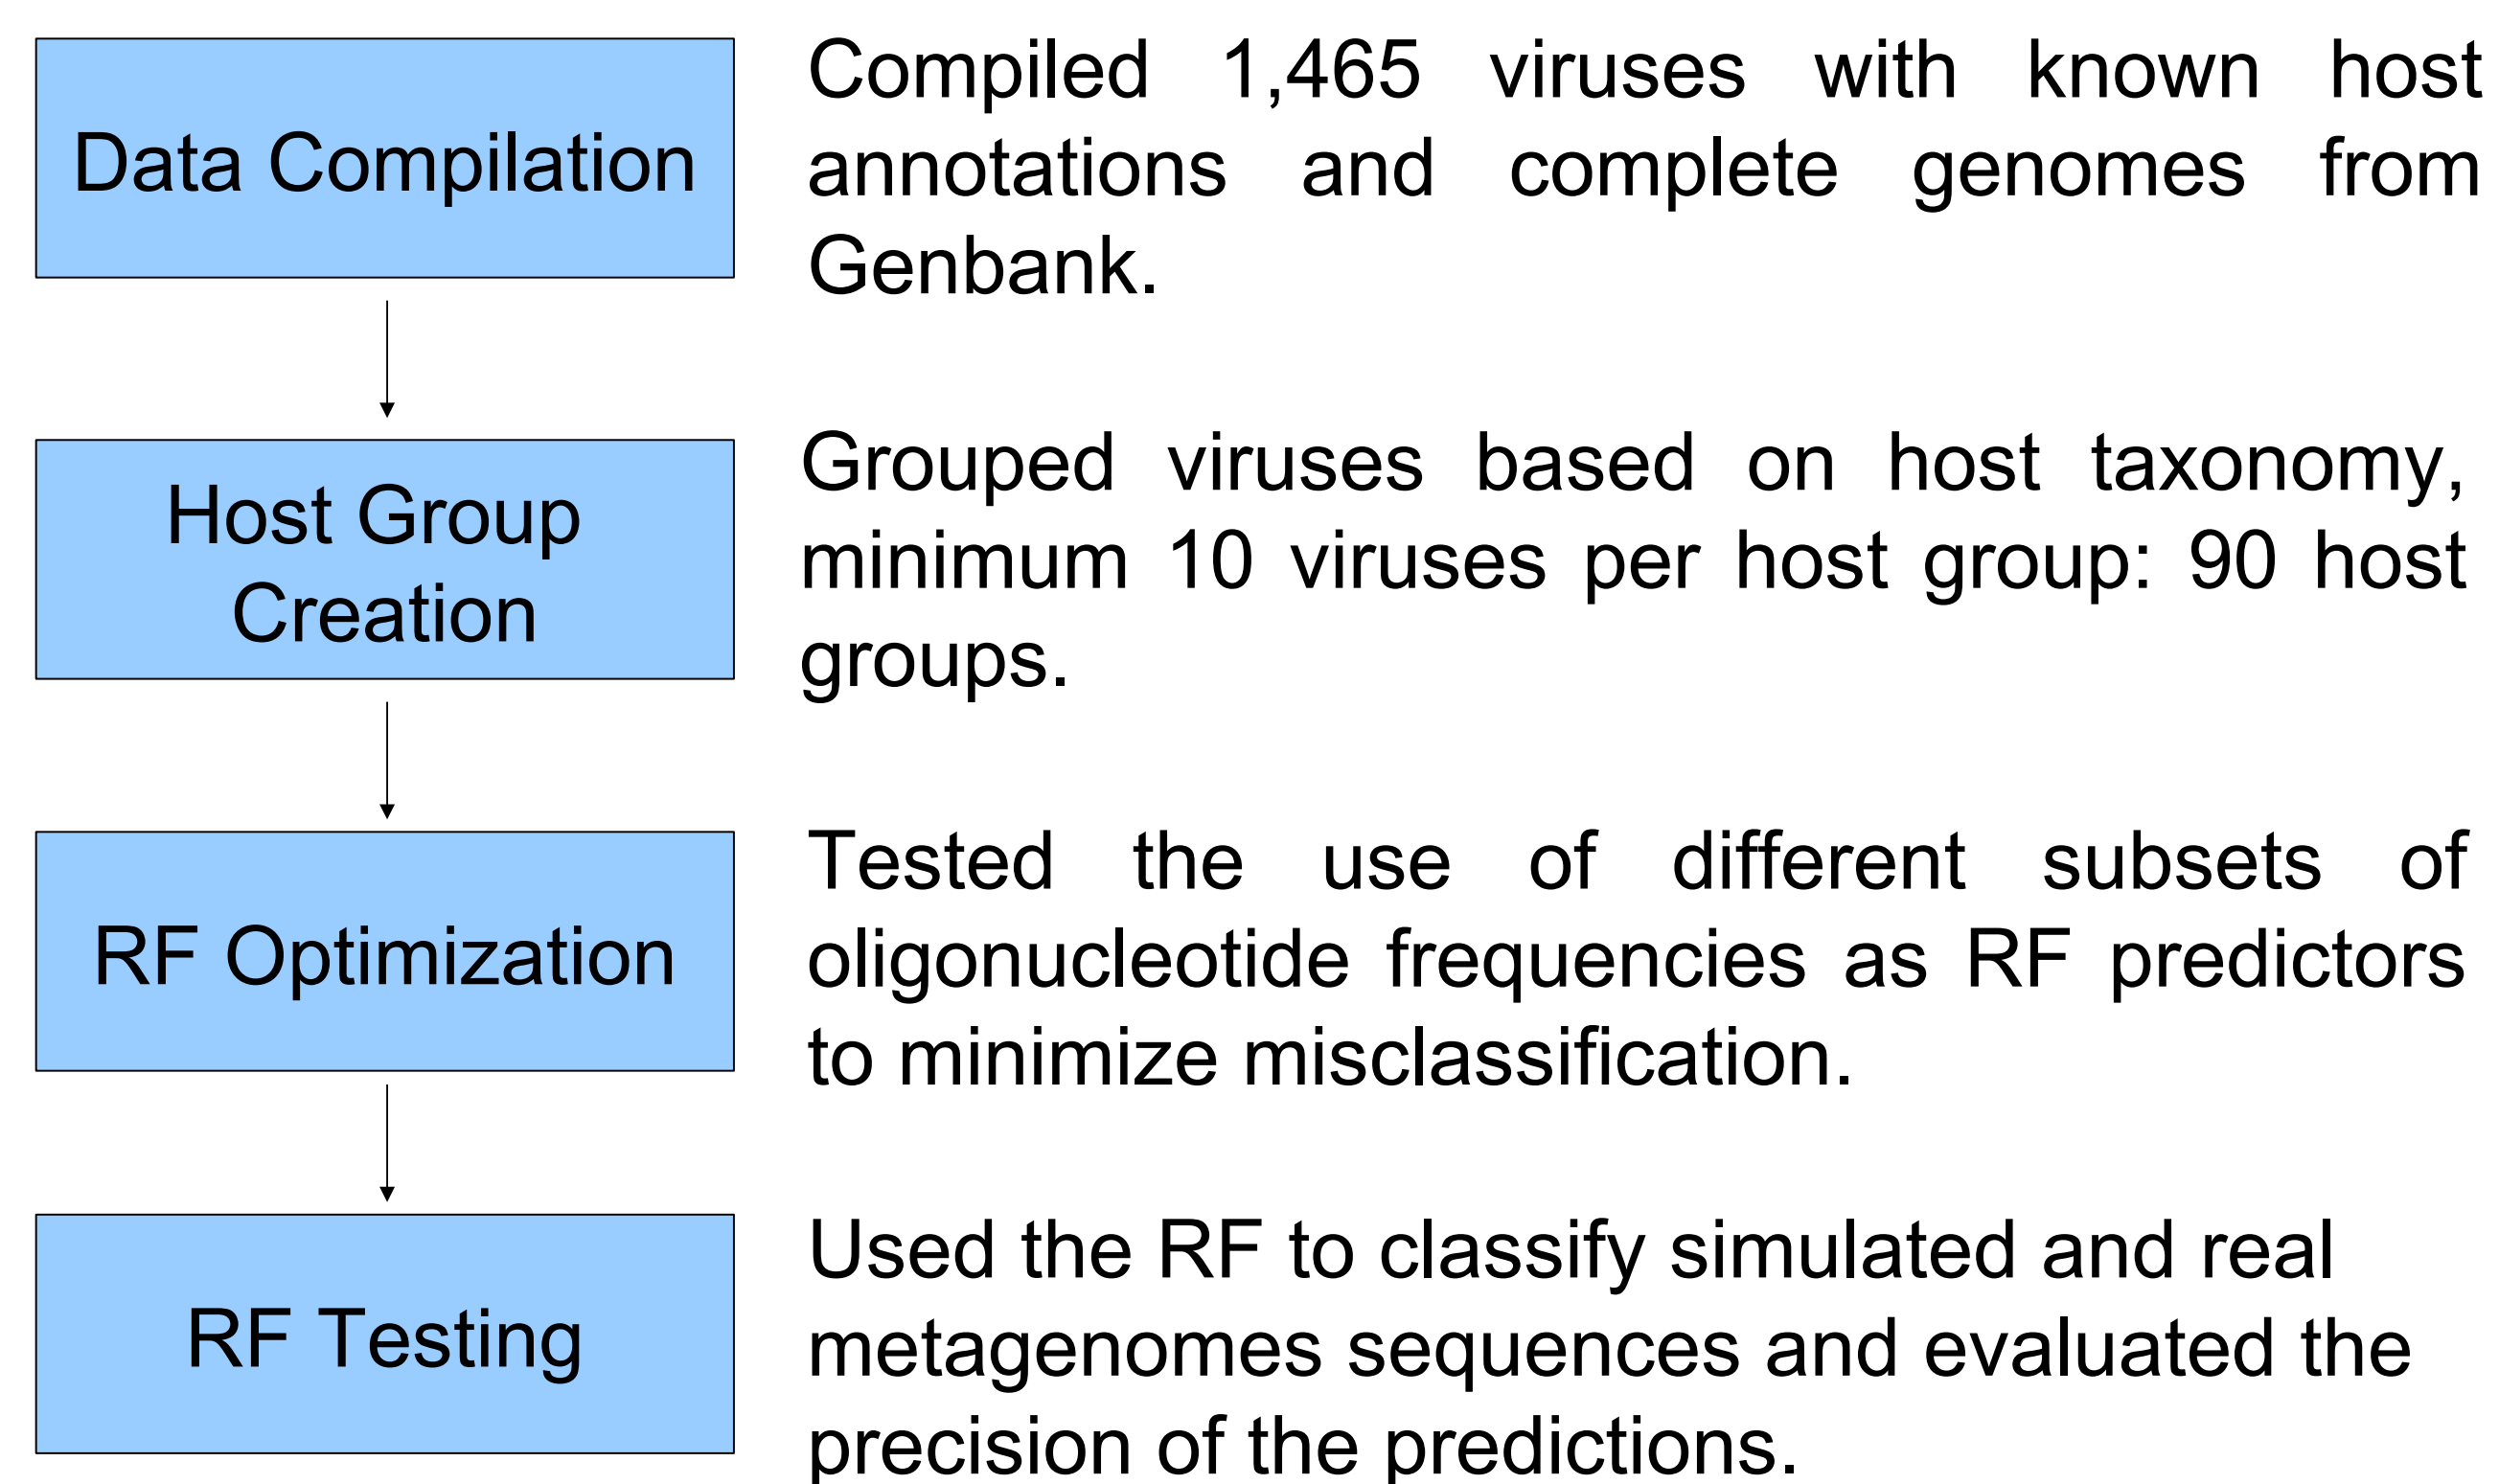 Data Compilation
Compiled 1,465 viruses with known host
annotations and complete genomes from
Genbank.
Host Group
Creation
Grouped viruses based on host taxonomy,
minimum 10 viruses per host group: 90 host
groups.
RF Optimization
Tested the use of different subsets of
oligonucleotide frequencies as RF predictors
to minimize misclassification.
RF Testing
Used the RF to classify simulated and real
metagenomes sequences and evaluated the
precision of the predictions.